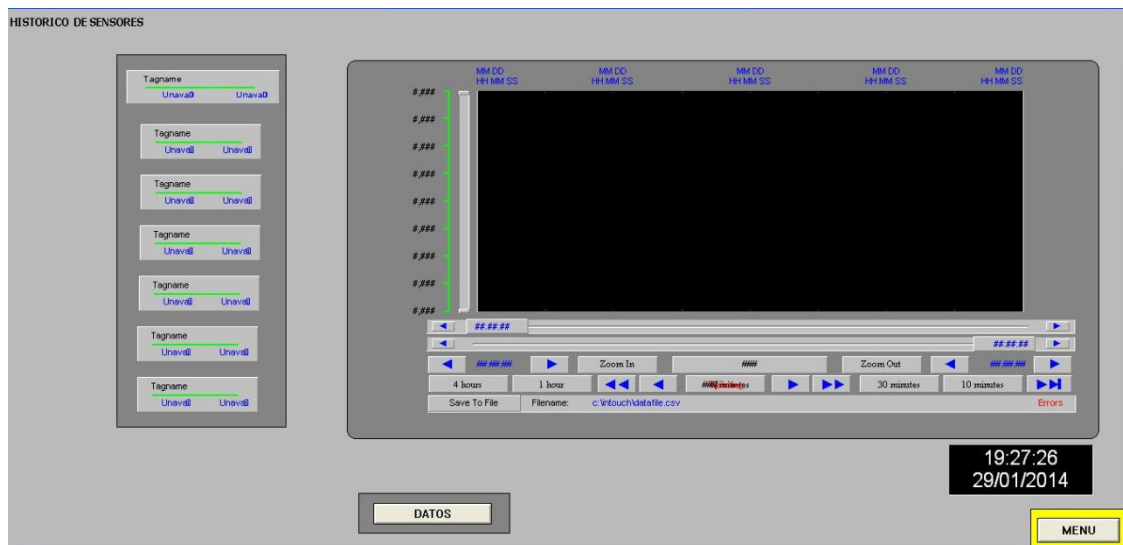 HISTORICO DE SENSORES
Tagname
Unava0 Unava0
Tagname
Unava0 Unava0
Tagname
Unava0 Unava0
Tagname
Unava0 Unava0
Tagname
Unava0 Unava0
Tagname
Unava0 Unava0
Tagname
Unava0 Unava0
MM DD MM DD MM DD MM DD MM DD
HH MM SS HH MM SS HH MM SS HH MM SS HH MM SS
#,###
#,###
#,###
#,###
#,###
#,###
#,###
#,###
#,###
##:##:##
##:##:##
##:##:## Zoom In #### Zoom Out ##:##:##
4 hours 1 hour 30 minutes 10 minutes
Save To File Filename: c:\intouch\datafile.csv Errors
19:27:26
29/01/2014
DATOS
MENU